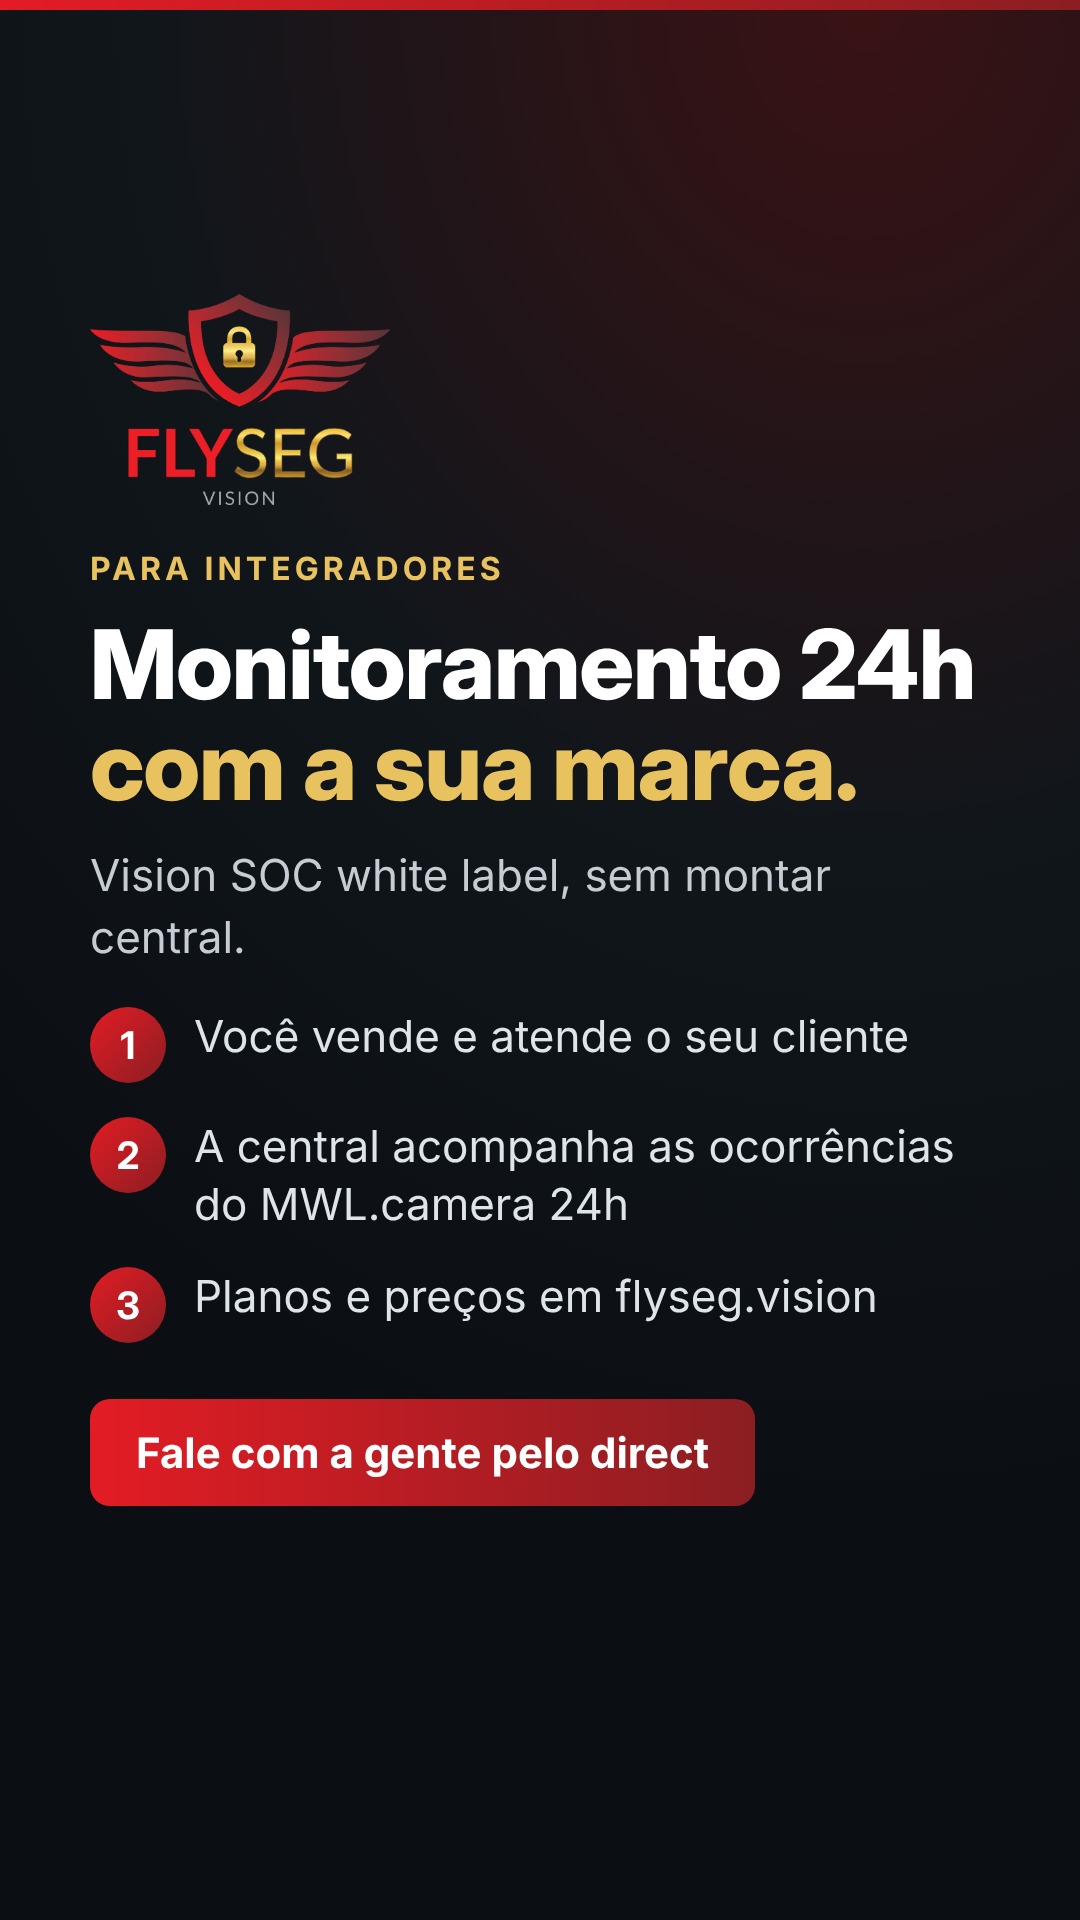 FLYSEG
VISION
PARA INTEGRADORES
Monitoramento 24h
com a sua marca.
Vision SOC white label, sem montar
central.
1 Você vende e atende o seu cliente
2 A central acompanha as ocorrências
do MWL.camera 24h
3 Planos e preços em flyseg.vision
Fale com a gente pelo direct